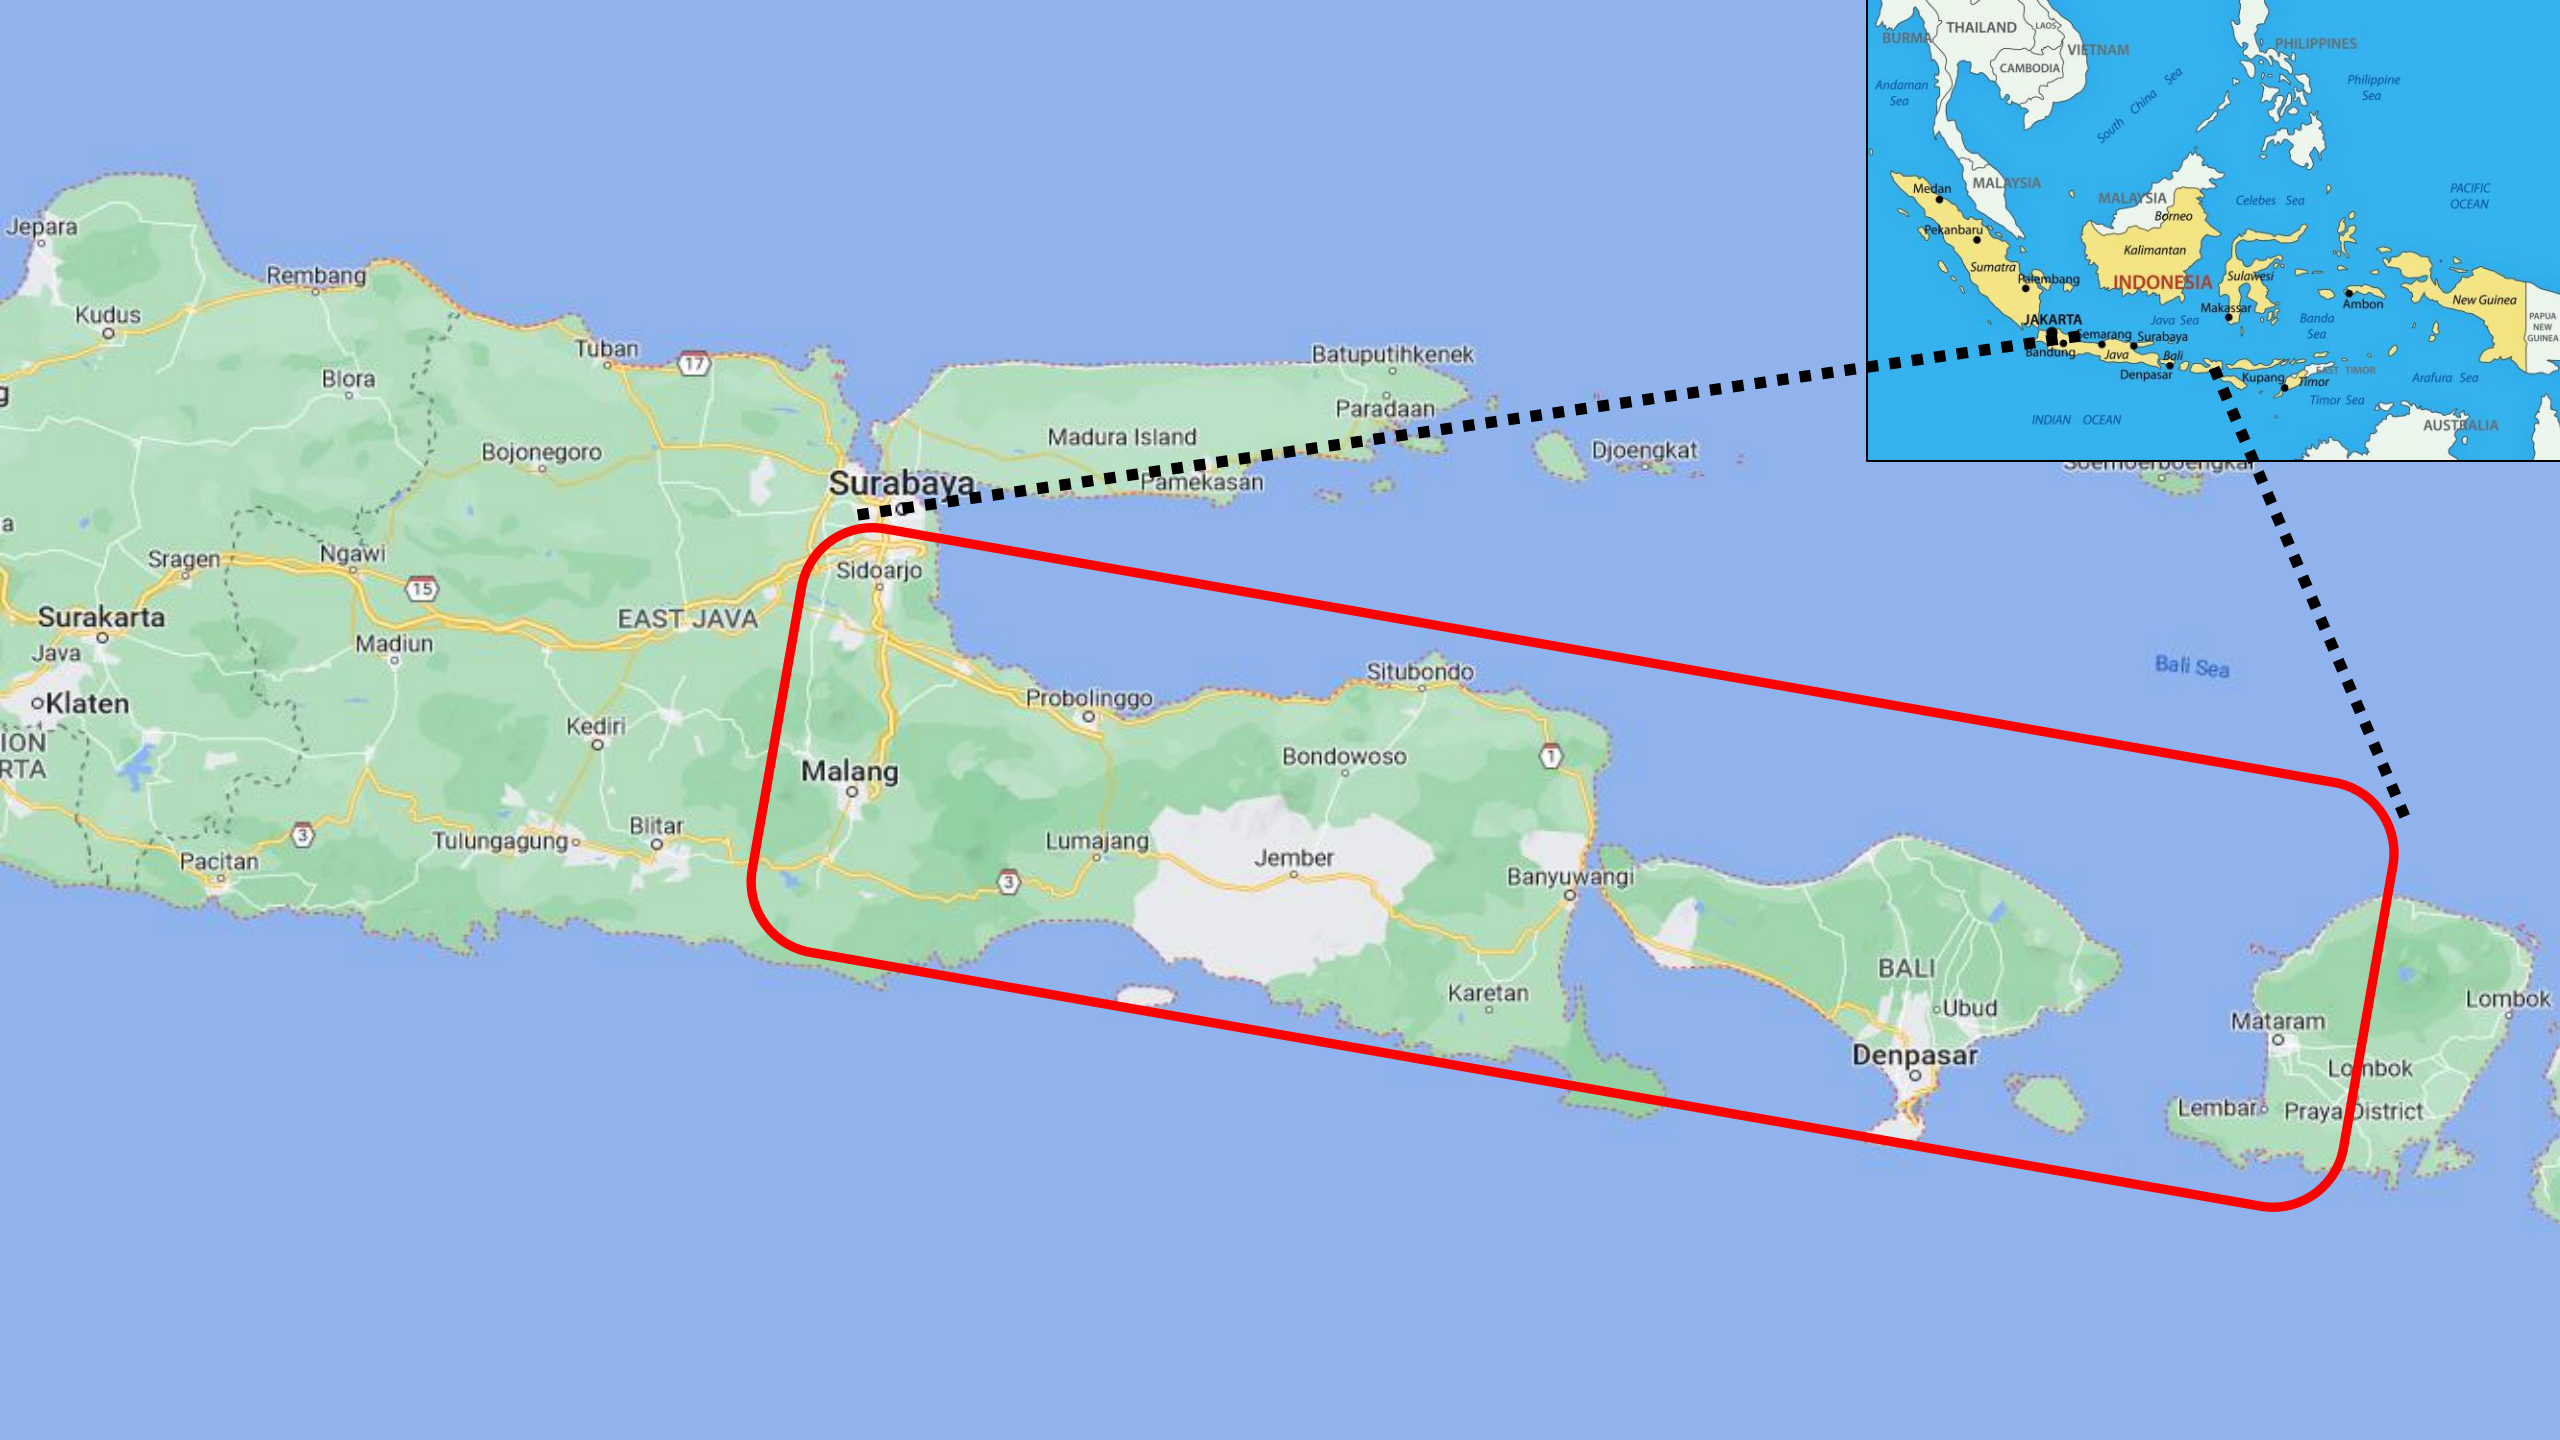 THAILAND
LAOS
BURMA
PHILIPPINES
VIETNAM
CAMBODIA
Andaman
Sea
South China Sea
Philippine
Sea
MALAYSIA
Medan
MALAYSIA
Borneo
Celebes Sea
PACIFIC
OCEAN
Pekanbaru
Kalimantan
Sumatra
Palembang
INDONESIA
Sulawesi
Makassar
Ambon
New Guinea
PAPUA
NEW
GUINEA
JAKARTA
Java Sea
Banda
Sea
Semarang
Surabaya
Bandung
Java
Bali
Denpasar
Kupang
EAST TIMOR
Timor
Arafura Sea
Timor Sea
INDIAN OCEAN
AUSTRALIA
Jepara
Rembang
Kudus
Tuban
17
Batuputihkenek
Blora
g
Paradaan
Madura Island
Bojonegoro
Djoengkat
Soemoerboengkal
Surabaya
Pamekasan
a
Sragen
Ngawi
Sidoarjo
15
Surakarta
EAST JAVA
Java
Madiun
Bali Sea
Situbondo
Klaten
Probolinggo
Kediri
ION
RTA
Bondowoso
1
Malang
Blitar
3
Tulungagung
Lumajang
Pacitan
Jember
3
Banyuwangi
BALI
Karetan
Ubud
Lombok
Mataram
Denpasar
Lombok
Lembar
Praya District